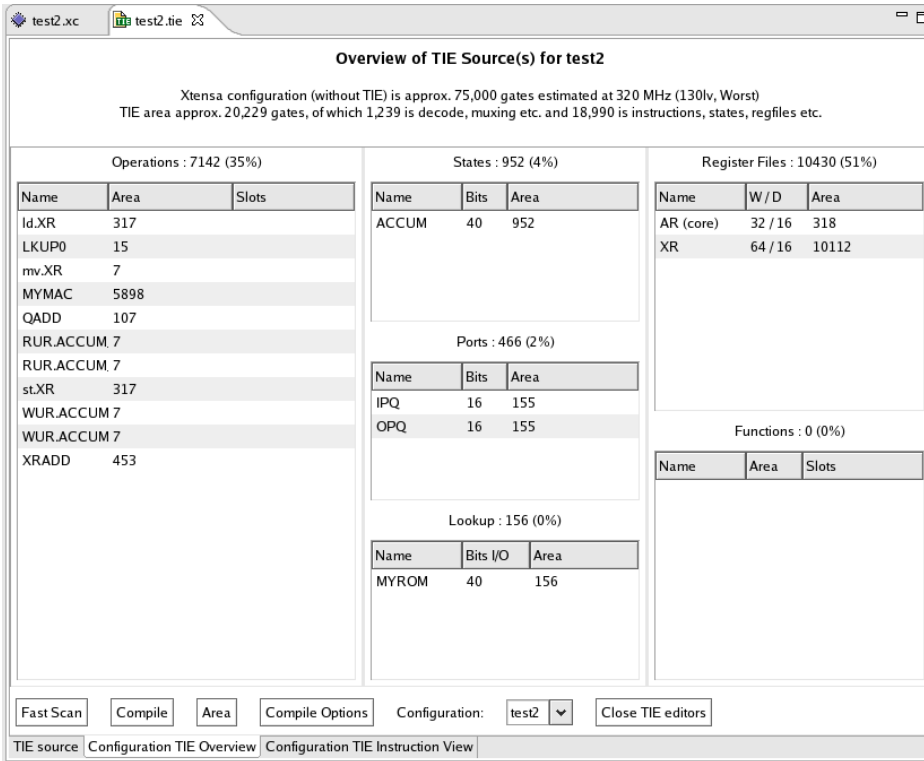 test2.xc
test2.tie
Overview of TIE Source(s) for test2
Xtensa configuration (without TIE) is approx. 75,000 gates estimated at 320 MHz (130lv, Worst)
TIE area approx. 20,229 gates, of which 1,239 is decode, muxing etc. and 18,990 is instructions, states, regfiles etc.
Operations : 7142 (35%)
Name Area Slots
ld.XR 317
LKUP0 15
mv.XR 7
MYMAC 5898
QADD 107
RUR.ACCUM_ 7
RUR.ACCUM_ 7
st.XR 317
WUR.ACCUM 7
WUR.ACCUM 7
XRADD 453
States : 952 (4%)
Name Bits Area
ACCUM 40 952
Ports : 466 (2%)
Name Bits Area
IPQ 16 155
OPQ 16 155
Lookup : 156 (0%)
Name Bits I/O Area
MYROM 40 156
Register Files : 10430 (51%)
Name W / D Area
AR (core) 32 / 16 318
XR 64 / 16 10112
Functions : 0 (0%)
Name Area Slots
Fast Scan Compile Area Compile Options Configuration: test2 Close TIE editors
TIE source Configuration TIE Overview Configuration TIE Instruction View